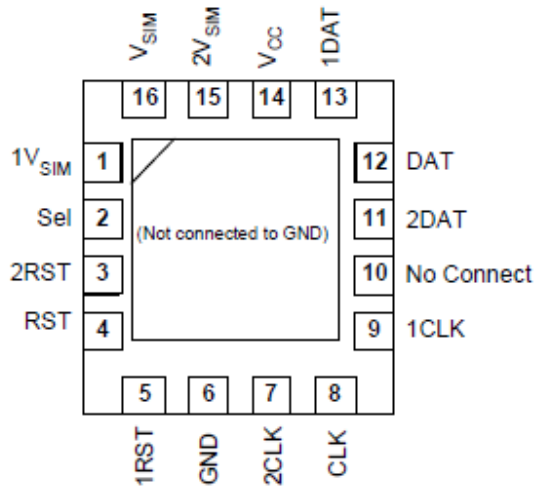 VSIM 2VSIM VCC 1DAT
16 15 14 13
1VSIM 1 12 DAT
Sel 2 11 2DAT
(Not connected to GND)
2RST 3 10 No Connect
RST 4 9 1CLK
5 6 7 8
1RST GND 2CLK CLK